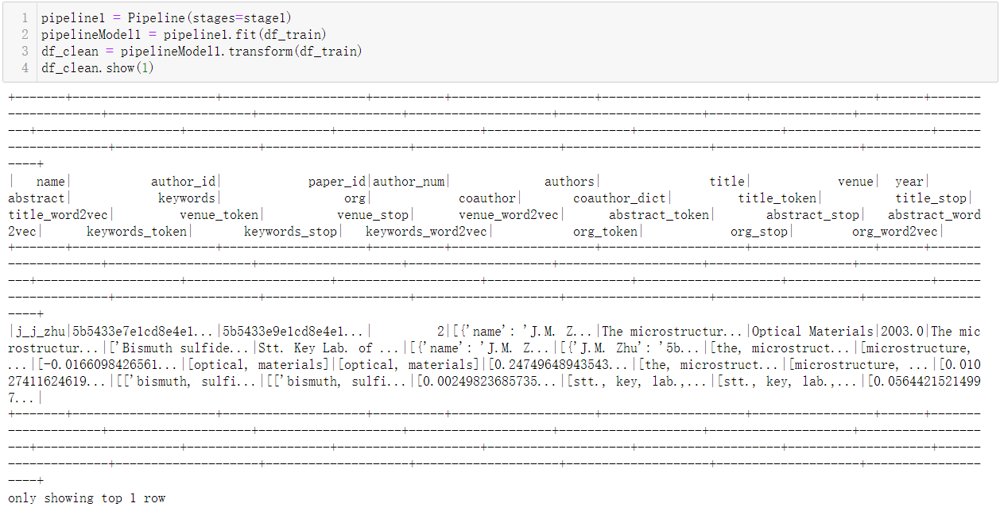 1 pipeline1 = Pipeline(stages=stage1)
2 pipelineModel1 = pipeline1.fit(df_train)
3 df_clean = pipelineModel1.transform(df_train)
4 df_clean.show(1)
+-------+--------------------+--------------------+----------+--------------------+--------------------+-----------------+------+-------
-------------+--------------------+--------------------+--------------------+--------------------+--------------------+-----------------
---+--------------------+--------------------+--------------------+--------------------+--------------------+--------------------+------
--------------+--------------------+--------------------+--------------------+--------------------+--------------------+----------------
----+
|   name|           author_id|            paper_id|author_num|             authors|               title|            venue|  year|
abstract|            keywords|                 org|            coauthor|       coauthor_dict|         title_token|          title_stop|
title_word2vec|         venue_token|          venue_stop|      venue_word2vec|      abstract_token|       abstract_stop|   abstract_word
2vec|      keywords_token|       keywords_stop|   keywords_word2vec|           org_token|            org_stop|        org_word2vec|
+-------+--------------------+--------------------+----------+--------------------+--------------------+-----------------+------+-------
-------------+--------------------+--------------------+--------------------+--------------------+--------------------+-----------------
---+--------------------+--------------------+--------------------+--------------------+--------------------+--------------------+------
--------------+--------------------+--------------------+--------------------+--------------------+--------------------+----------------
----+
|j_j_zhu|5b5433e7e1cd8e4e1...|5b5433e9e1cd8e4e1...|         2|[{'name': 'J.M. Z...|The microstructur...|Optical Materials|2003.0|The mic
rostructur...|['Bismuth sulfide...|Stt. Key Lab. of ...|[{'name': 'J.M. Z...|[{'J.M. Zhu': '5b...|[the, microstruct...|[microstructure,
...|[-0.0166098426561...|[optical, materials]|[optical, materials]|[0.24749648943543...|[the, microstruct...|[microstructure, ...|[0.010
27411624619...|[['bismuth, sulfi...|[['bismuth, sulfi...|[0.00249823685735...|[stt., key, lab.,...|[stt., key, lab.,...|[0.0564421521499
7...|
+-------+--------------------+--------------------+----------+--------------------+--------------------+-----------------+------+-------
-------------+--------------------+--------------------+--------------------+--------------------+--------------------+-----------------
---+--------------------+--------------------+--------------------+--------------------+--------------------+--------------------+------
--------------+--------------------+--------------------+--------------------+--------------------+--------------------+----------------
----+
only showing top 1 row